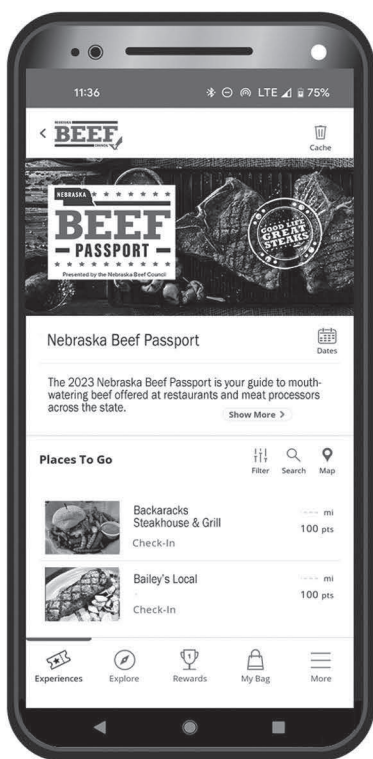 11:36
LTE 75%
NEBRASKA
BEEF
COUNCIL
Cache
NEBRASKA
BEEF
PASSPORT
Presented by the Nebraska Beef Council
GOOD LIFE
GREAT
STEAKS
Nebraska Beef Passport
Dates
The 2023 Nebraska Beef Passport is your guide to mouth-
watering beef offered at restaurants and meat processors
across the state.
Show More >
Places To Go
Filter Search Map
Backaracks
Steakhouse & Grill
--- mi
100 pts
Check-In
Bailey's Local
--- mi
100 pts
Check-In
Experiences Explore Rewards My Bag More